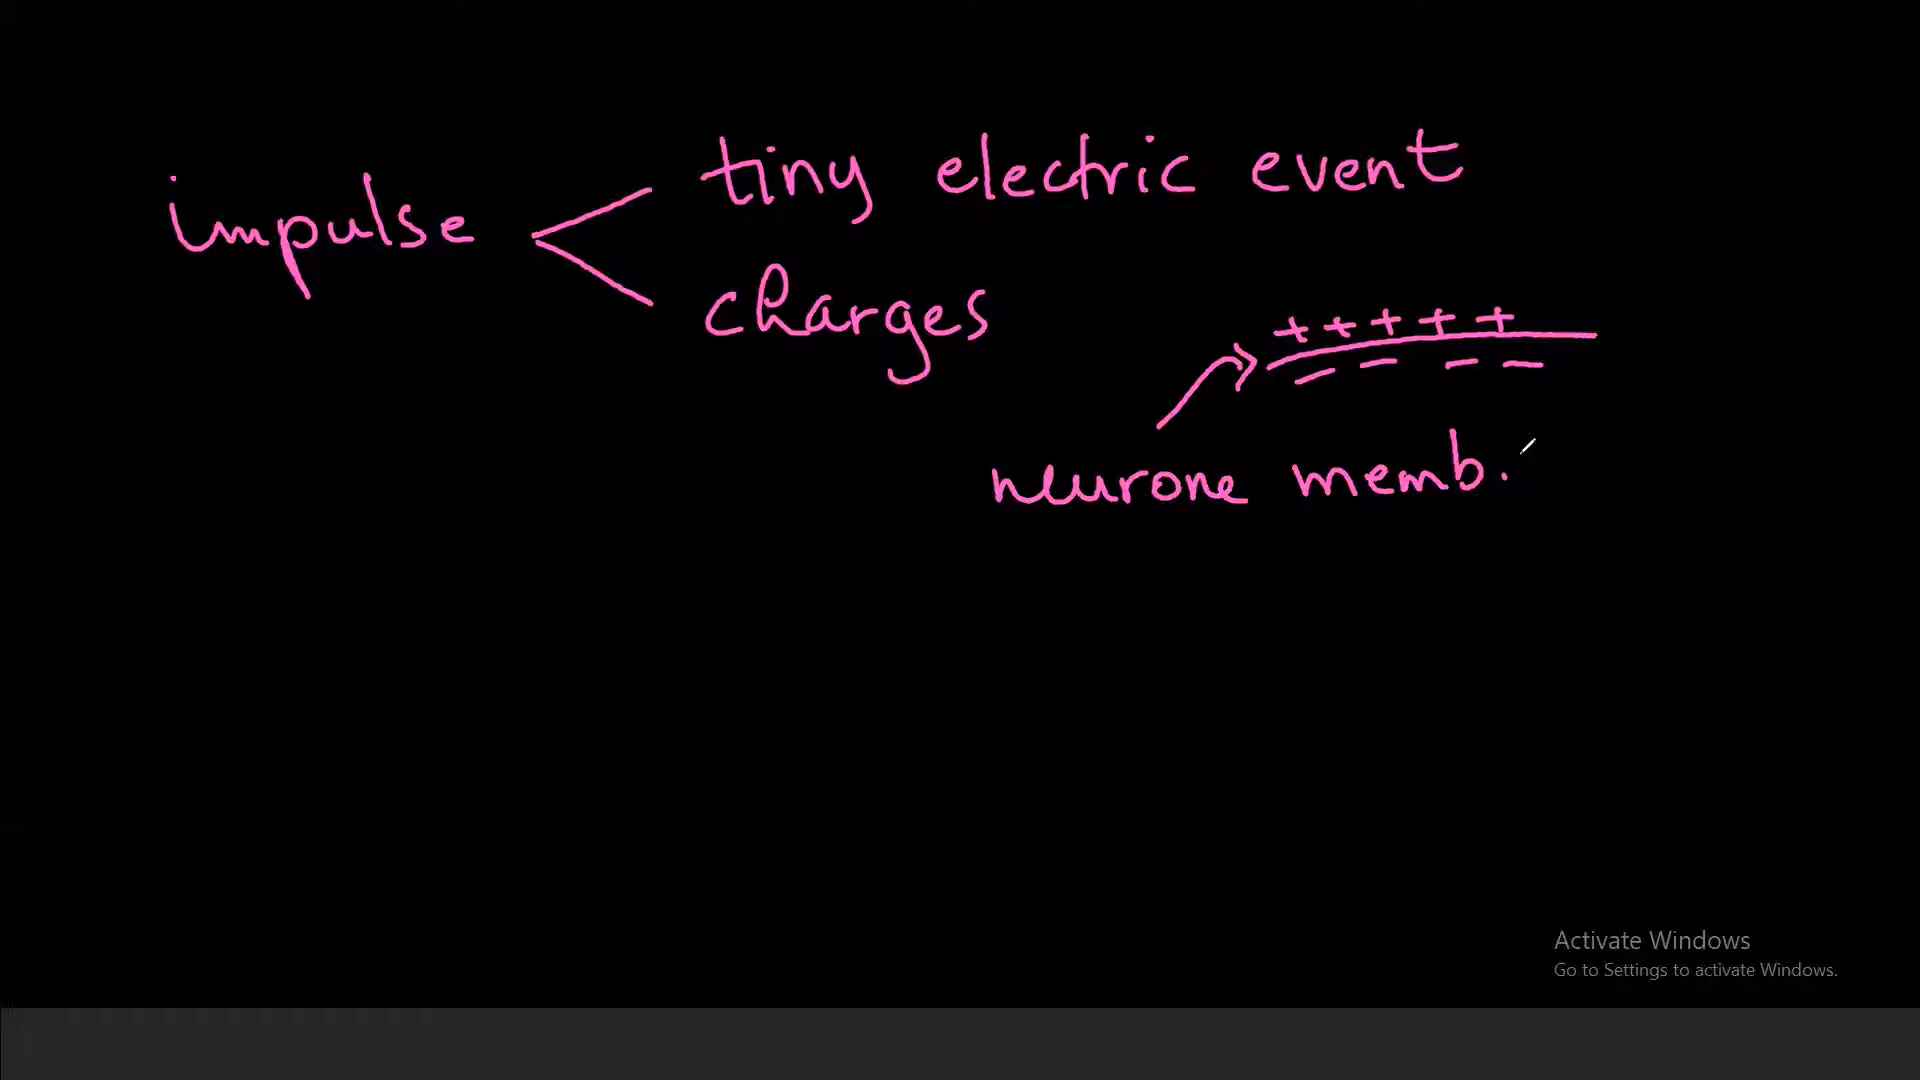 impulse
tiny electric event
charges
+ + + + +
– – – –
neurone memb.
Activate Windows
Go to Settings to activate Windows.